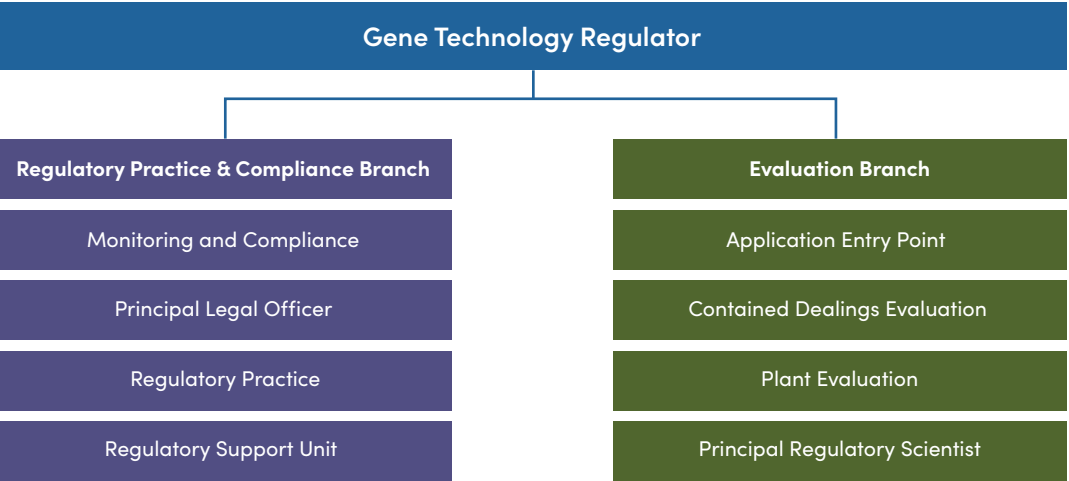 Gene Technology Regulator
Regulatory Practice & Compliance Branch
Monitoring and Compliance
Principal Legal Officer
Regulatory Practice
Regulatory Support Unit
Evaluation Branch
Application Entry Point
Contained Dealings Evaluation
Plant Evaluation
Principal Regulatory Scientist